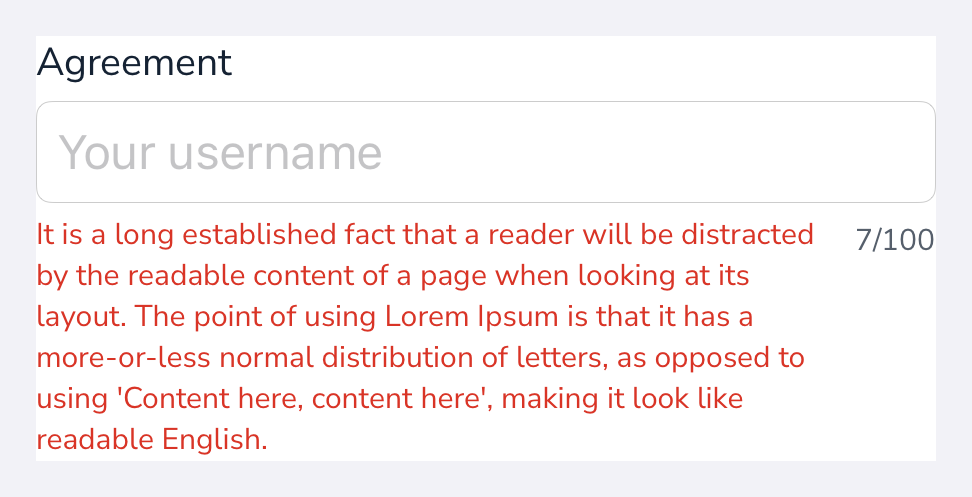 Agreement
Your username
It is a long established fact that a reader will be distracted
7/100
by the readable content of a page when looking at its
layout. The point of using Lorem Ipsum is that it has a
more-or-less normal distribution of letters, as opposed to
using 'Content here, content here', making it look like
readable English.